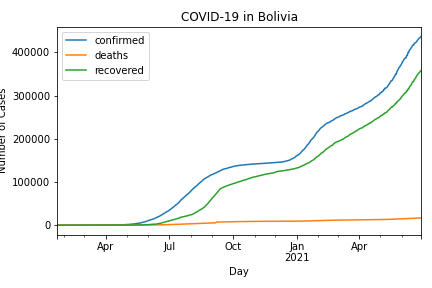 COVID-19 in Bolivia
confirmed
deaths
recovered
400000
300000
200000
100000
0
Number of Cases
Apr
Jul
Oct
Jan
2021
Apr
Day